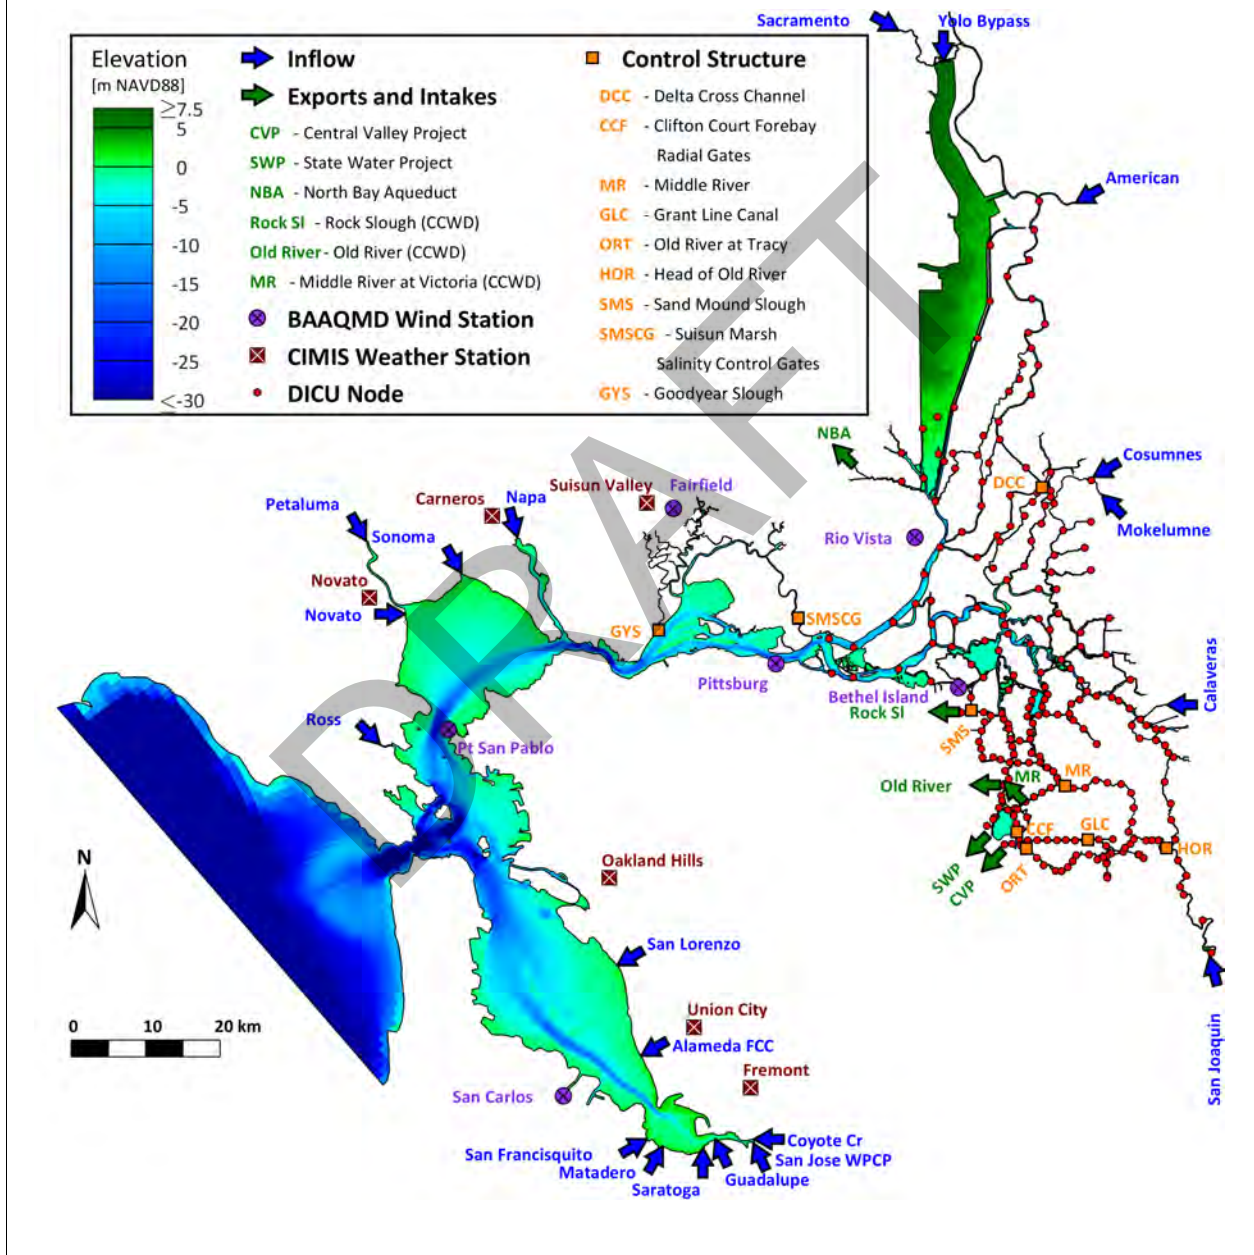 Sacramento
Yolo Bypass
Elevation
[m NAVD88]
≥7.5
5
0
-5
-10
-15
-20
-25
<-30
Inflow
Exports and Intakes
CVP - Central Valley Project
SWP - State Water Project
NBA - North Bay Aqueduct
Rock Sl - Rock Slough (CCWD)
Old River - Old River (CCWD)
MR - Middle River at Victoria (CCWD)
BAAQMD Wind Station
CIMIS Weather Station
DICU Node
Control Structure
DCC - Delta Cross Channel
CCF - Clifton Court Forebay
Radial Gates
MR - Middle River
GLC - Grant Line Canal
ORT - Old River at Tracy
HOR - Head of Old River
SMS - Sand Mound Slough
SMSCG - Suisun Marsh
Salinity Control Gates
GYS - Goodyear Slough
American
NBA
Cosumnes
DCC
Mokelumne
Suisun Valley
Fairfield
Carneros
Napa
Petaluma
Sonoma
Rio Vista
Novato
Novato
GYS
SMSCG
Pittsburg
Bethel Island
Rock Sl
Calaveras
Ross
Pt San Pablo
SMS
Old River
MR
MR
CCF
GLC
HOR
ORT
SWP
CVP
N
Oakland Hills
San Lorenzo
Union City
Alameda FCC
Fremont
San Carlos
San Joaquin
0 10 20 km
San Francisquito
Matadero
Saratoga
Guadalupe
San Jose WPCP
Coyote Cr
DRAFT